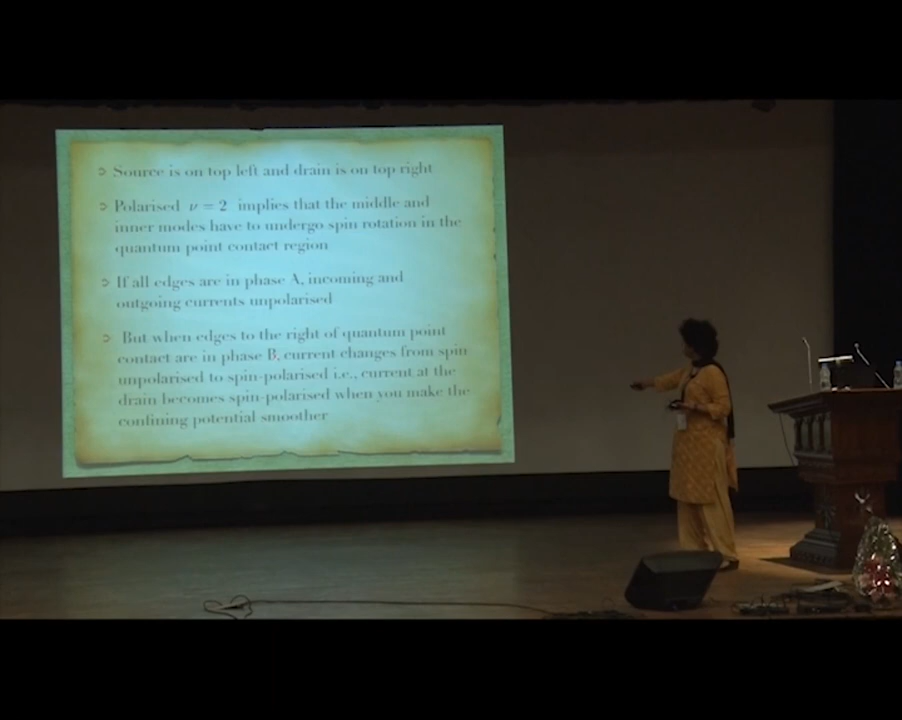 Source is on top left and drain is on top right
Polarised ν = 2 implies that the middle and
inner modes have to undergo spin rotation in the
quantum point contact region
If all edges are in phase A, incoming and
outgoing currents unpolarised
But when edges to the right of quantum point
contact are in phase B, current changes from spin
unpolarised to spin-polarised i.e., current at the
drain becomes spin-polarised when you make the
confining potential smoother